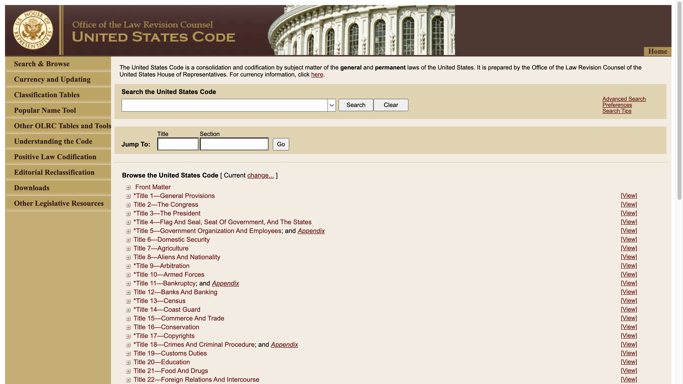 Office of the Law Revision Counsel
UNITED STATES CODE
Home
Search & Browse
Currency and Updating
Classification Tables
Popular Name Tool
Other OLRC Tables and Tools
Understanding the Code
Positive Law Codification
Editorial Reclassification
Downloads
Other Legislative Resources
The United States Code is a consolidation and codification by subject matter of the general and permanent laws of the United States. It is prepared by the Office of the Law Revision Counsel of the
United States House of Representatives. For currency information, click here.
Search the United States Code
Search Clear
Advanced Search
Preferences
Search Tips
Title Section
Jump To: Go
Browse the United States Code [ Current change... ]
Front Matter
*Title 1—General Provisions [View]
Title 2—The Congress [View]
*Title 3—The President [View]
*Title 4—Flag And Seal, Seat Of Government, And The States [View]
*Title 5—Government Organization And Employees; and Appendix [View]
Title 6—Domestic Security [View]
Title 7—Agriculture [View]
Title 8—Aliens And Nationality [View]
*Title 9—Arbitration [View]
*Title 10—Armed Forces [View]
*Title 11—Bankruptcy; and Appendix [View]
Title 12—Banks And Banking [View]
*Title 13—Census [View]
*Title 14—Coast Guard [View]
Title 15—Commerce And Trade [View]
Title 16—Conservation [View]
*Title 17—Copyrights [View]
*Title 18—Crimes And Criminal Procedure; and Appendix [View]
Title 19—Customs Duties [View]
Title 20—Education [View]
Title 21—Food And Drugs [View]
Title 22—Foreign Relations And Intercourse [View]